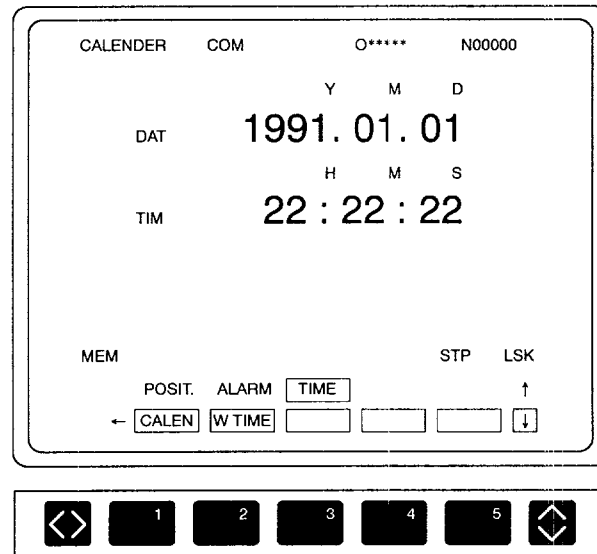 CALENDER COM O***** N00000
Y M D
DAT 1991. 01. 01
H M S
TIM 22 : 22 : 22
MEM STP LSK
POSIT. ALARM TIME ↑
← CALEN W TIME ↓
1 2 3 4 5